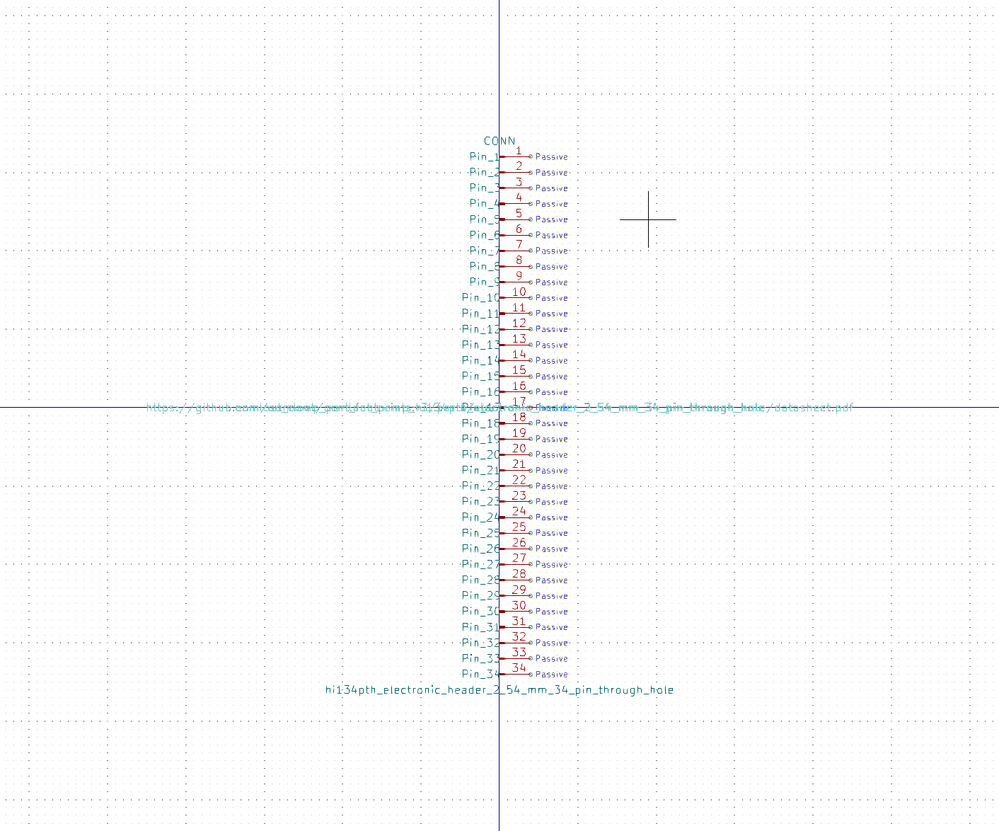 CONN
Pin_1 1 Passive
Pin_2 2 Passive
Pin_3 3 Passive
Pin_4 4 Passive
Pin_5 5 Passive
Pin_6 6 Passive
Pin_7 7 Passive
Pin_8 8 Passive
Pin_9 9 Passive
Pin_10 10 Passive
Pin_11 11 Passive
Pin_12 12 Passive
Pin_13 13 Passive
Pin_14 14 Passive
Pin_15 15 Passive
Pin_16 16 Passive
17
https://github.com/ header_2_54_mm_34_pin_through_hole/datasheet.pdf
Pin_18 18 Passive
Pin_19 19 Passive
Pin_20 20 Passive
Pin_21 21 Passive
Pin_22 22 Passive
Pin_23 23 Passive
Pin_24 24 Passive
Pin_25 25 Passive
Pin_26 26 Passive
Pin_27 27 Passive
Pin_28 28 Passive
Pin_29 29 Passive
Pin_30 30 Passive
Pin_31 31 Passive
Pin_32 32 Passive
Pin_33 33 Passive
Pin_34 34 Passive
hi134pth_electronic_header_2_54_mm_34_pin_through_hole